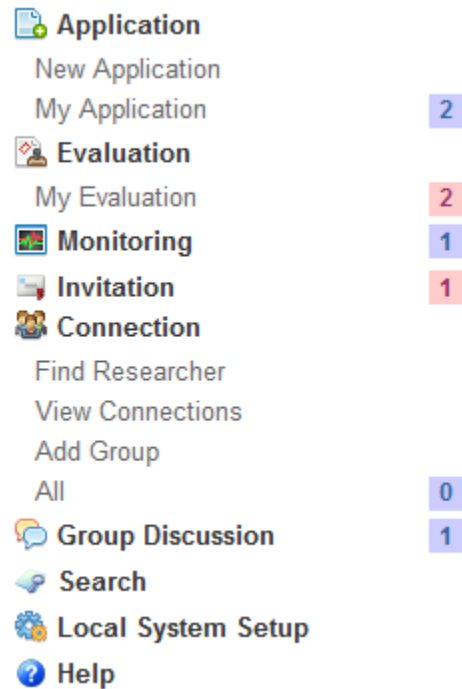 Application
New Application
My Application 2
Evaluation
My Evaluation 2
Monitoring 1
Invitation 1
Connection
Find Researcher
View Connections
Add Group
All 0
Group Discussion 1
Search
Local System Setup
? Help